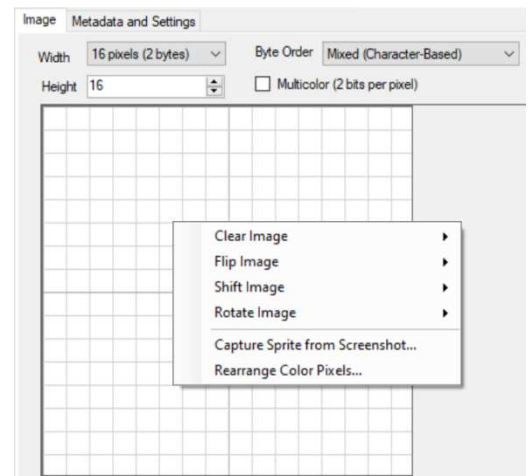 Image Metadata and Settings
Width 16 pixels (2 bytes) Byte Order Mixed (Character-Based)
Height 16 Multicolor (2 bits per pixel)
Clear Image
Flip Image
Shift Image
Rotate Image
Capture Sprite from Screenshot...
Rearrange Color Pixels...